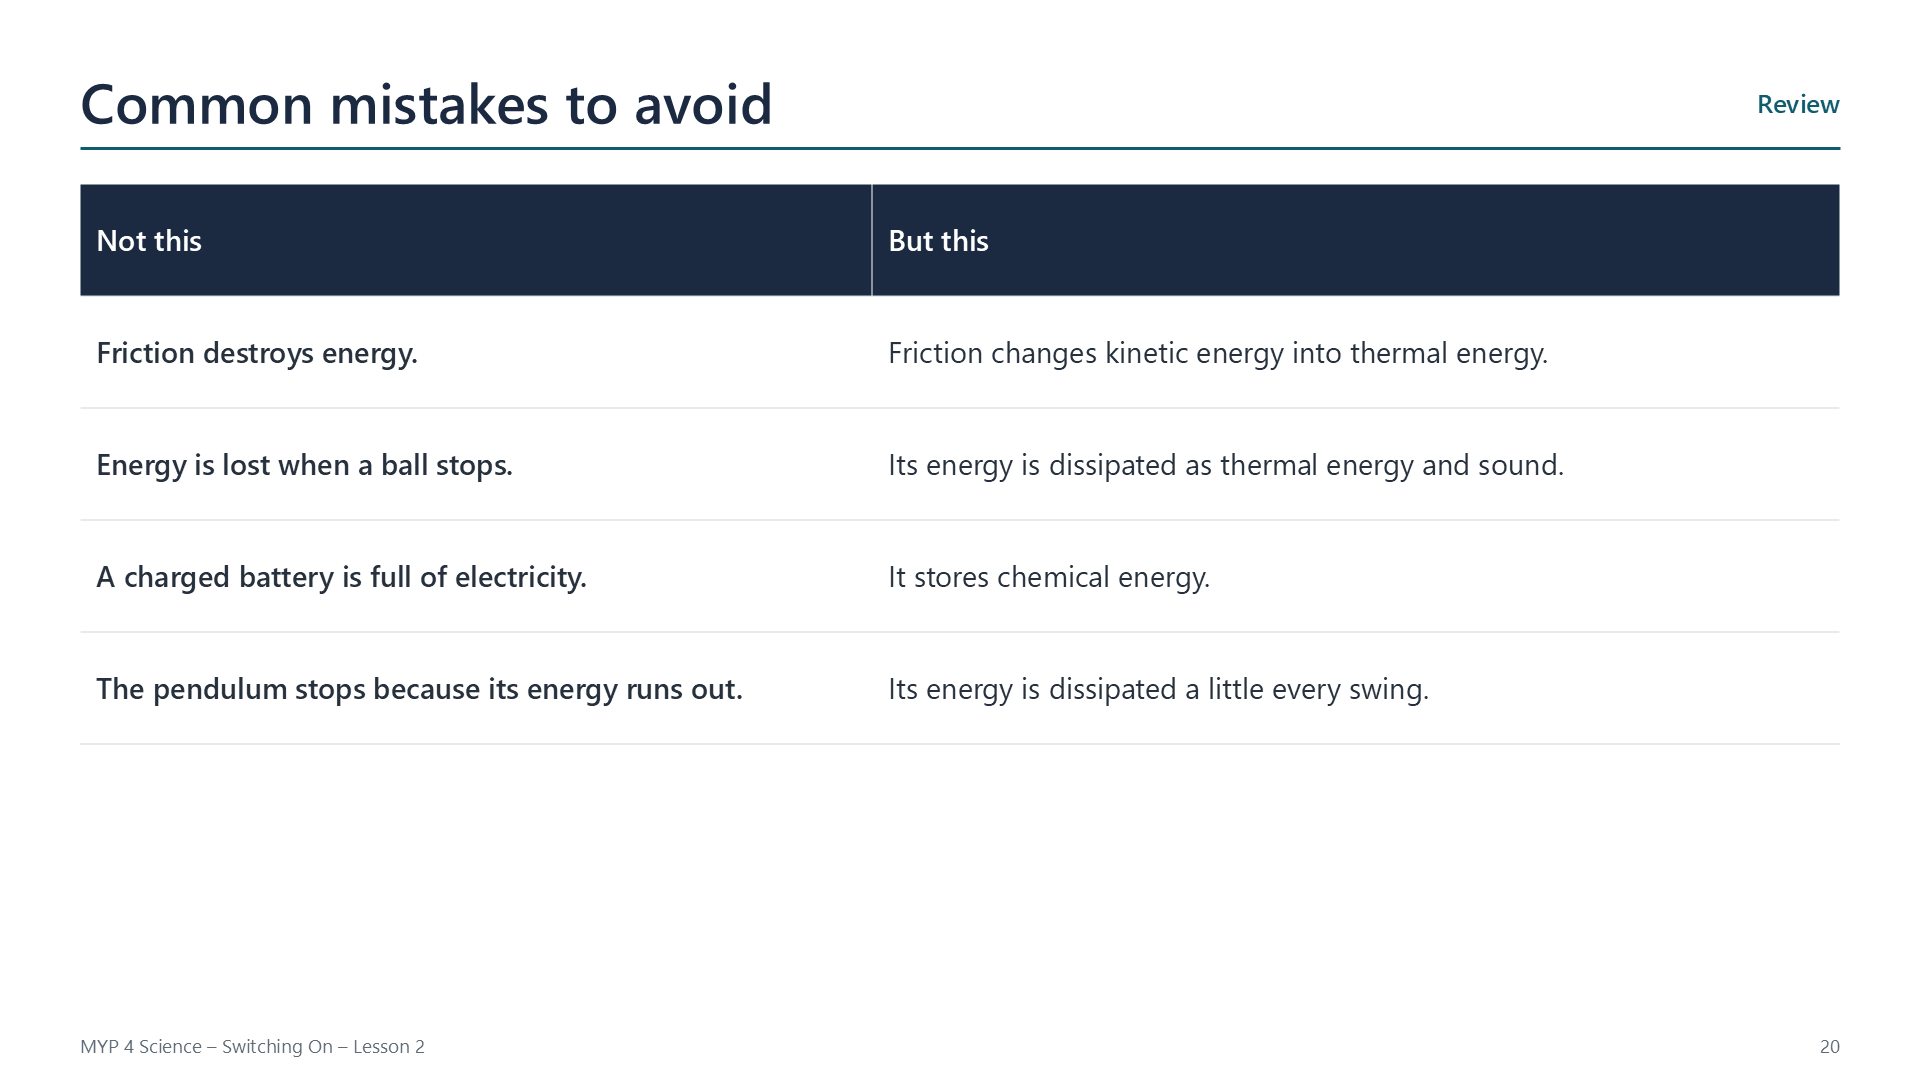 Common mistakes to avoid
Review
Not this
But this
Friction destroys energy.
Friction changes kinetic energy into thermal energy.
Energy is lost when a ball stops.
Its energy is dissipated as thermal energy and sound.
A charged battery is full of electricity.
It stores chemical energy.
The pendulum stops because its energy runs out.
Its energy is dissipated a little every swing.
MYP 4 Science – Switching On – Lesson 2
20